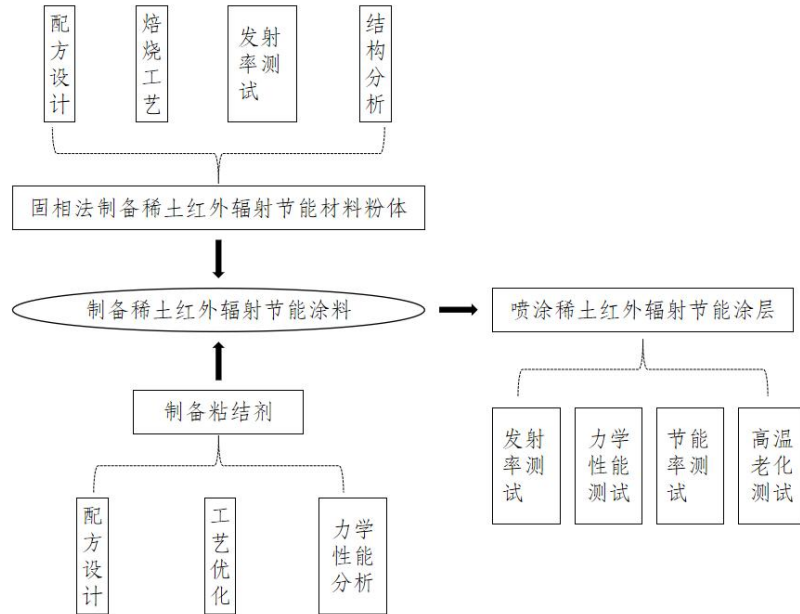 配方设计
焙烧工艺
发射
率测
试
结构分析
固相法制备稀土红外辐射节能材料粉体
制备稀土红外辐射节能涂料
喷涂稀土红外辐射节能涂层
制备粘结剂
发射
率测
试
力学
性能
测试
节能
率测
试
高温
老化
测试
配方设计
工艺优化
力学
性能
分析